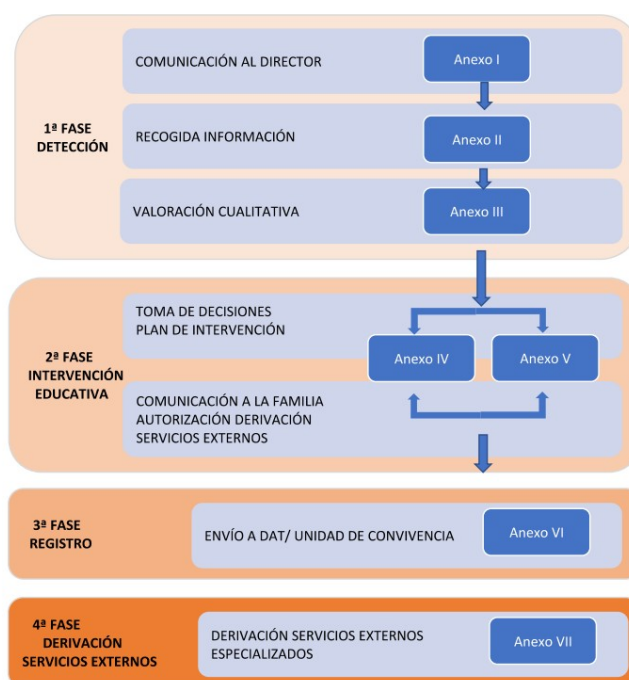 1ª FASE
DETECCIÓN
COMUNICACIÓN AL DIRECTOR
Anexo I
RECOGIDA INFORMACIÓN
Anexo II
VALORACIÓN CUALITATIVA
Anexo III
2ª FASE
INTERVENCIÓN
EDUCATIVA
TOMA DE DECISIONES
PLAN DE INTERVENCIÓN
Anexo IV
Anexo V
COMUNICACIÓN A LA FAMILIA
AUTORIZACIÓN DERIVACIÓN
SERVICIOS EXTERNOS
3ª FASE
REGISTRO
ENVÍO A DAT/ UNIDAD DE CONVIVENCIA
Anexo VI
4ª FASE
DERIVACIÓN
SERVICIOS EXTERNOS
DERIVACIÓN SERVICIOS EXTERNOS
ESPECIALIZADOS
Anexo VII